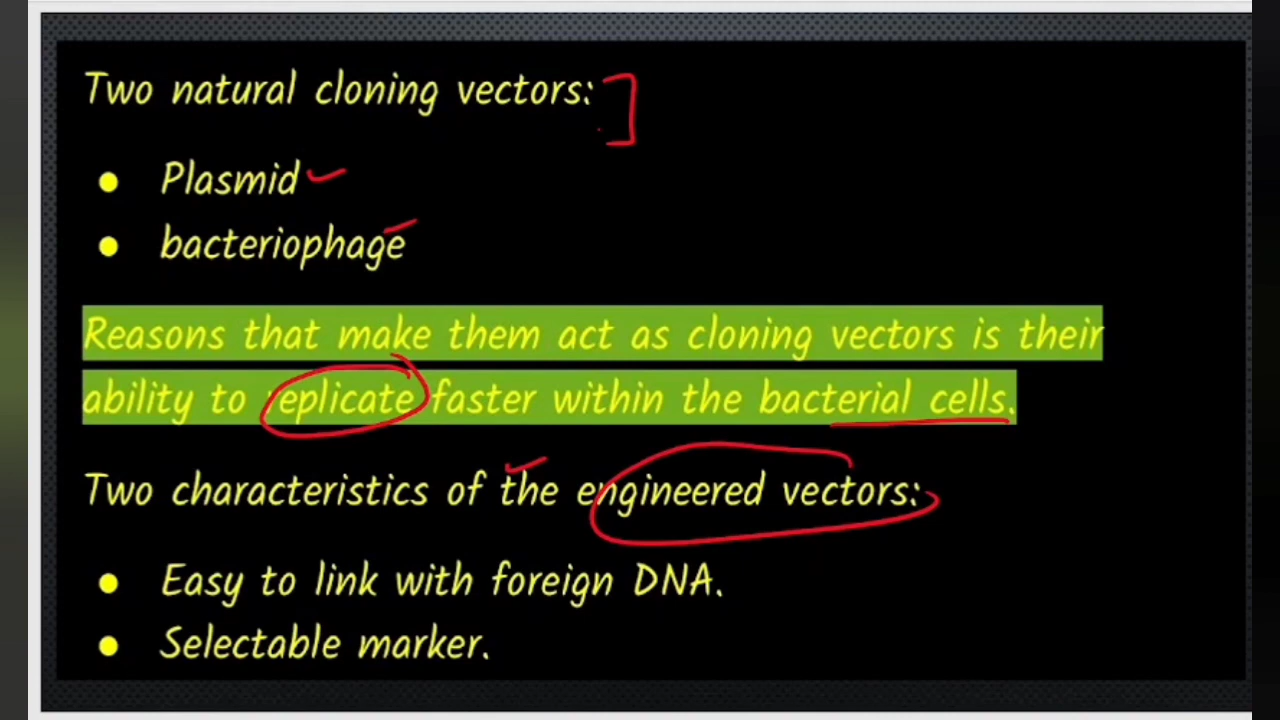 Two natural cloning vectors:
● Plasmid
● bacteriophage
Reasons that make them act as cloning vectors is their
ability to replicate faster within the bacterial cells.
Two characteristics of the engineered vectors:
● Easy to link with foreign DNA.
● Selectable marker.